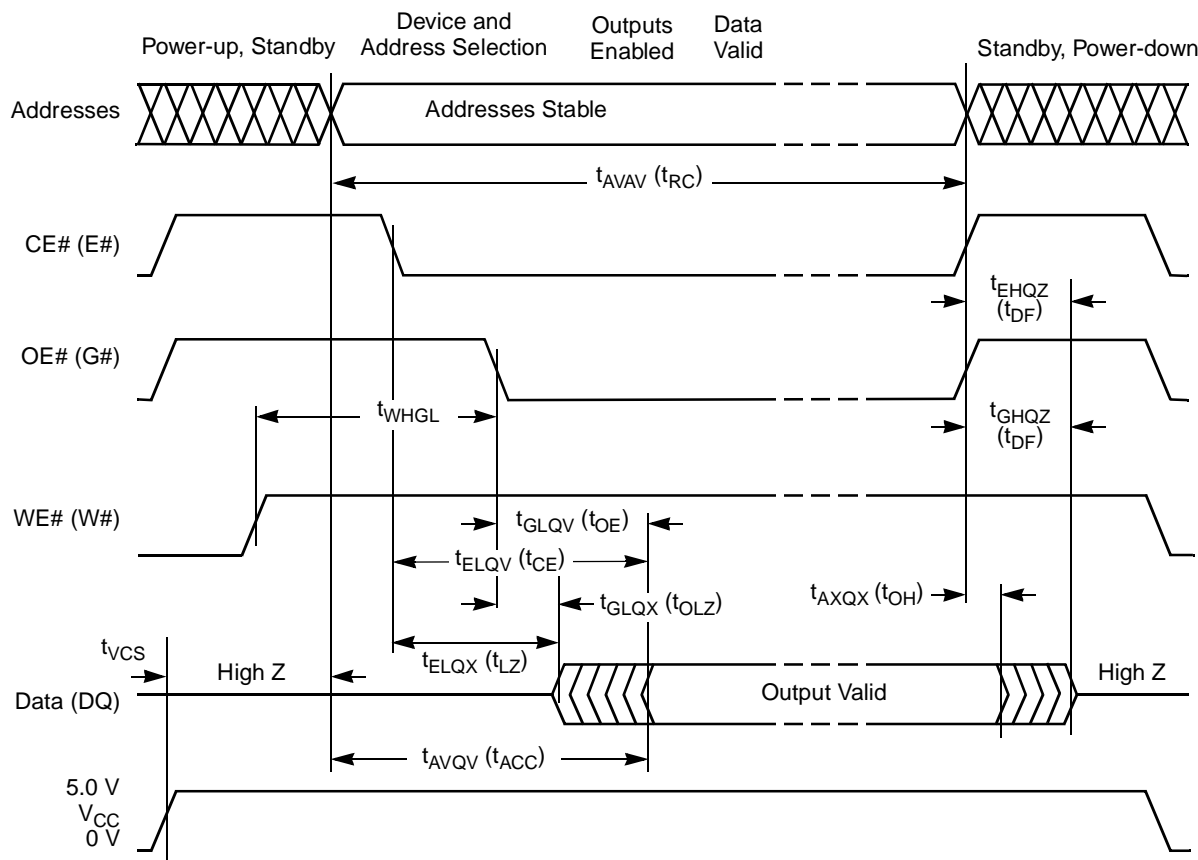 Power-up, Standby
Device and
Address Selection
Outputs
Enabled
Data
Valid
Standby, Power-down
Addresses
Addresses Stable
tAVAV (tRC)
CE# (E#)
tEHQZ
(tDF)
OE# (G#)
tWHGL
tGHQZ
(tDF)
WE# (W#)
tGLQV (tOE)
tELQV (tCE)
tGLQX (tOLZ)
tAXQX (tOH)
tVCS
tELQX (tLZ)
High Z
Output Valid
High Z
Data (DQ)
tAVQV (tACC)
5.0 V
VCC
0 V